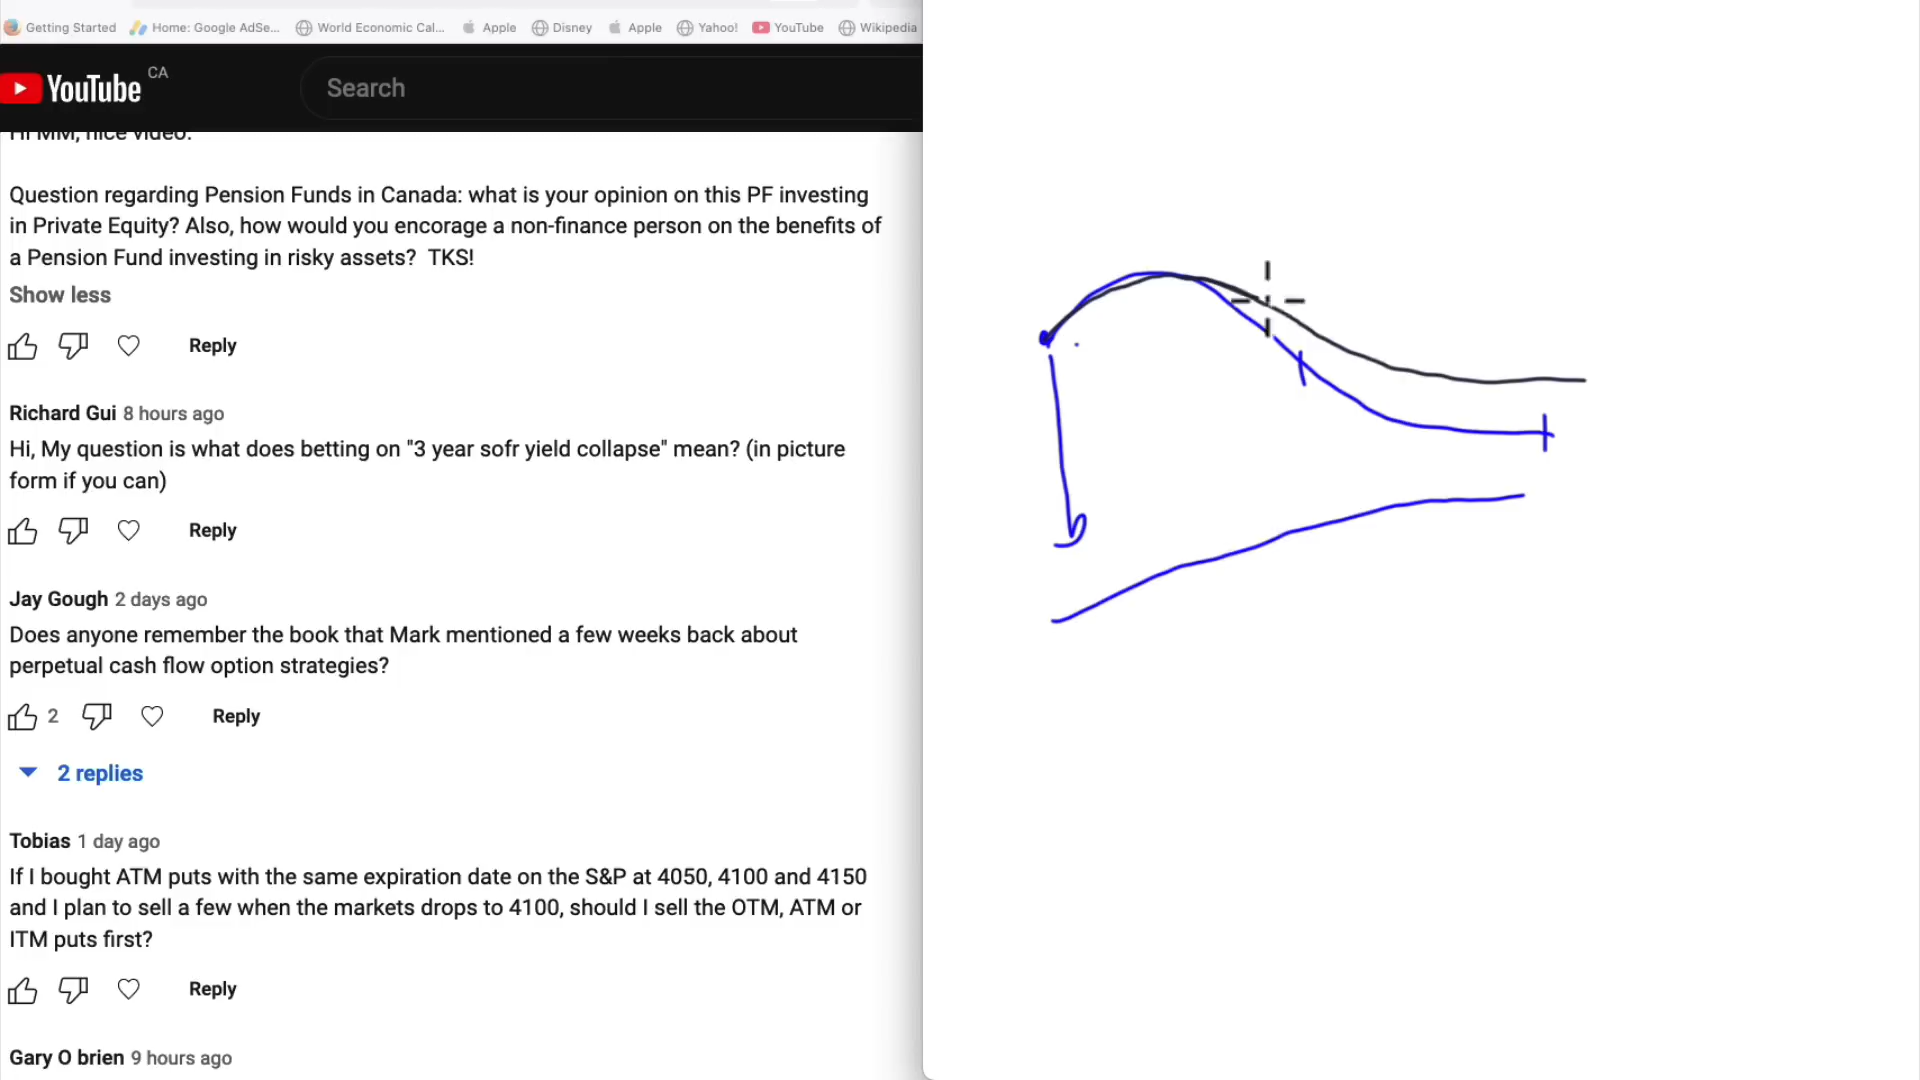 Getting Started Home: Google AdSe... World Economic Cal... Apple Disney Apple Yahoo! YouTube Wikipedia
YouTube CA Search
Hi MM, nice video.
Question regarding Pension Funds in Canada: what is your opinion on this PF investing
in Private Equity? Also, how would you encorage a non-finance person on the benefits of
a Pension Fund investing in risky assets? TKS!
Show less
Reply
Richard Gui 8 hours ago
Hi, My question is what does betting on "3 year sofr yield collapse" mean? (in picture
form if you can)
Reply
Jay Gough 2 days ago
Does anyone remember the book that Mark mentioned a few weeks back about
perpetual cash flow option strategies?
2 Reply
2 replies
Tobias 1 day ago
If I bought ATM puts with the same expiration date on the S&P at 4050, 4100 and 4150
and I plan to sell a few when the markets drops to 4100, should I sell the OTM, ATM or
ITM puts first?
Reply
Gary O brien 9 hours ago